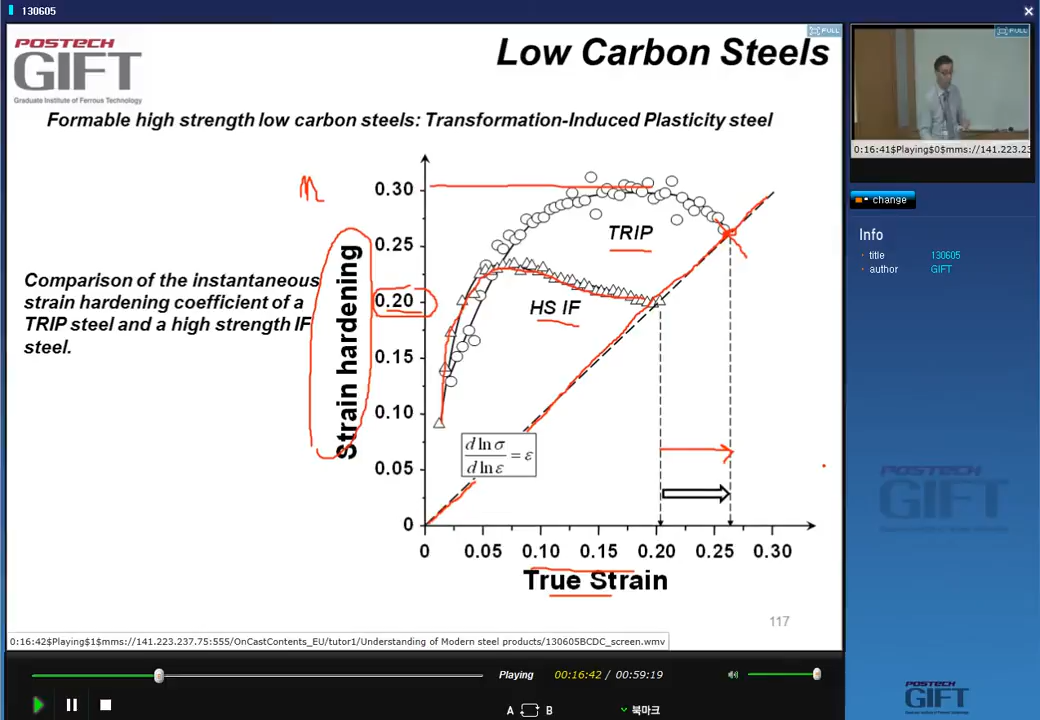 130605
POSTECH
GIFT
Graduate Institute of Ferrous Technology
Low Carbon Steels
FULL
FULL
Formable high strength low carbon steels: Transformation-Induced Plasticity steel
0:16:41$Playing$0$mms://141.223.23
change
Info
title 130605
author GIFT
n
0.30
0.25
0.20
0.15
0.10
0.05
0
Strain hardening
TRIP
HS IF
Comparison of the instantaneous
strain hardening coefficient of a
TRIP steel and a high strength IF
steel.
d ln σ
d ln ε
= ε
0 0.05 0.10 0.15 0.20 0.25 0.30
True Strain
POSTECH
GIFT
117
0:16:42$Playing$1$mms://141.223.237.75:555/OnCastContents_EU/tutor1/Understanding of Modern steel products/130605BCDC_screen.wmv
Playing 00:16:42 / 00:59:19
A B 북마크
POSTECH
GIFT